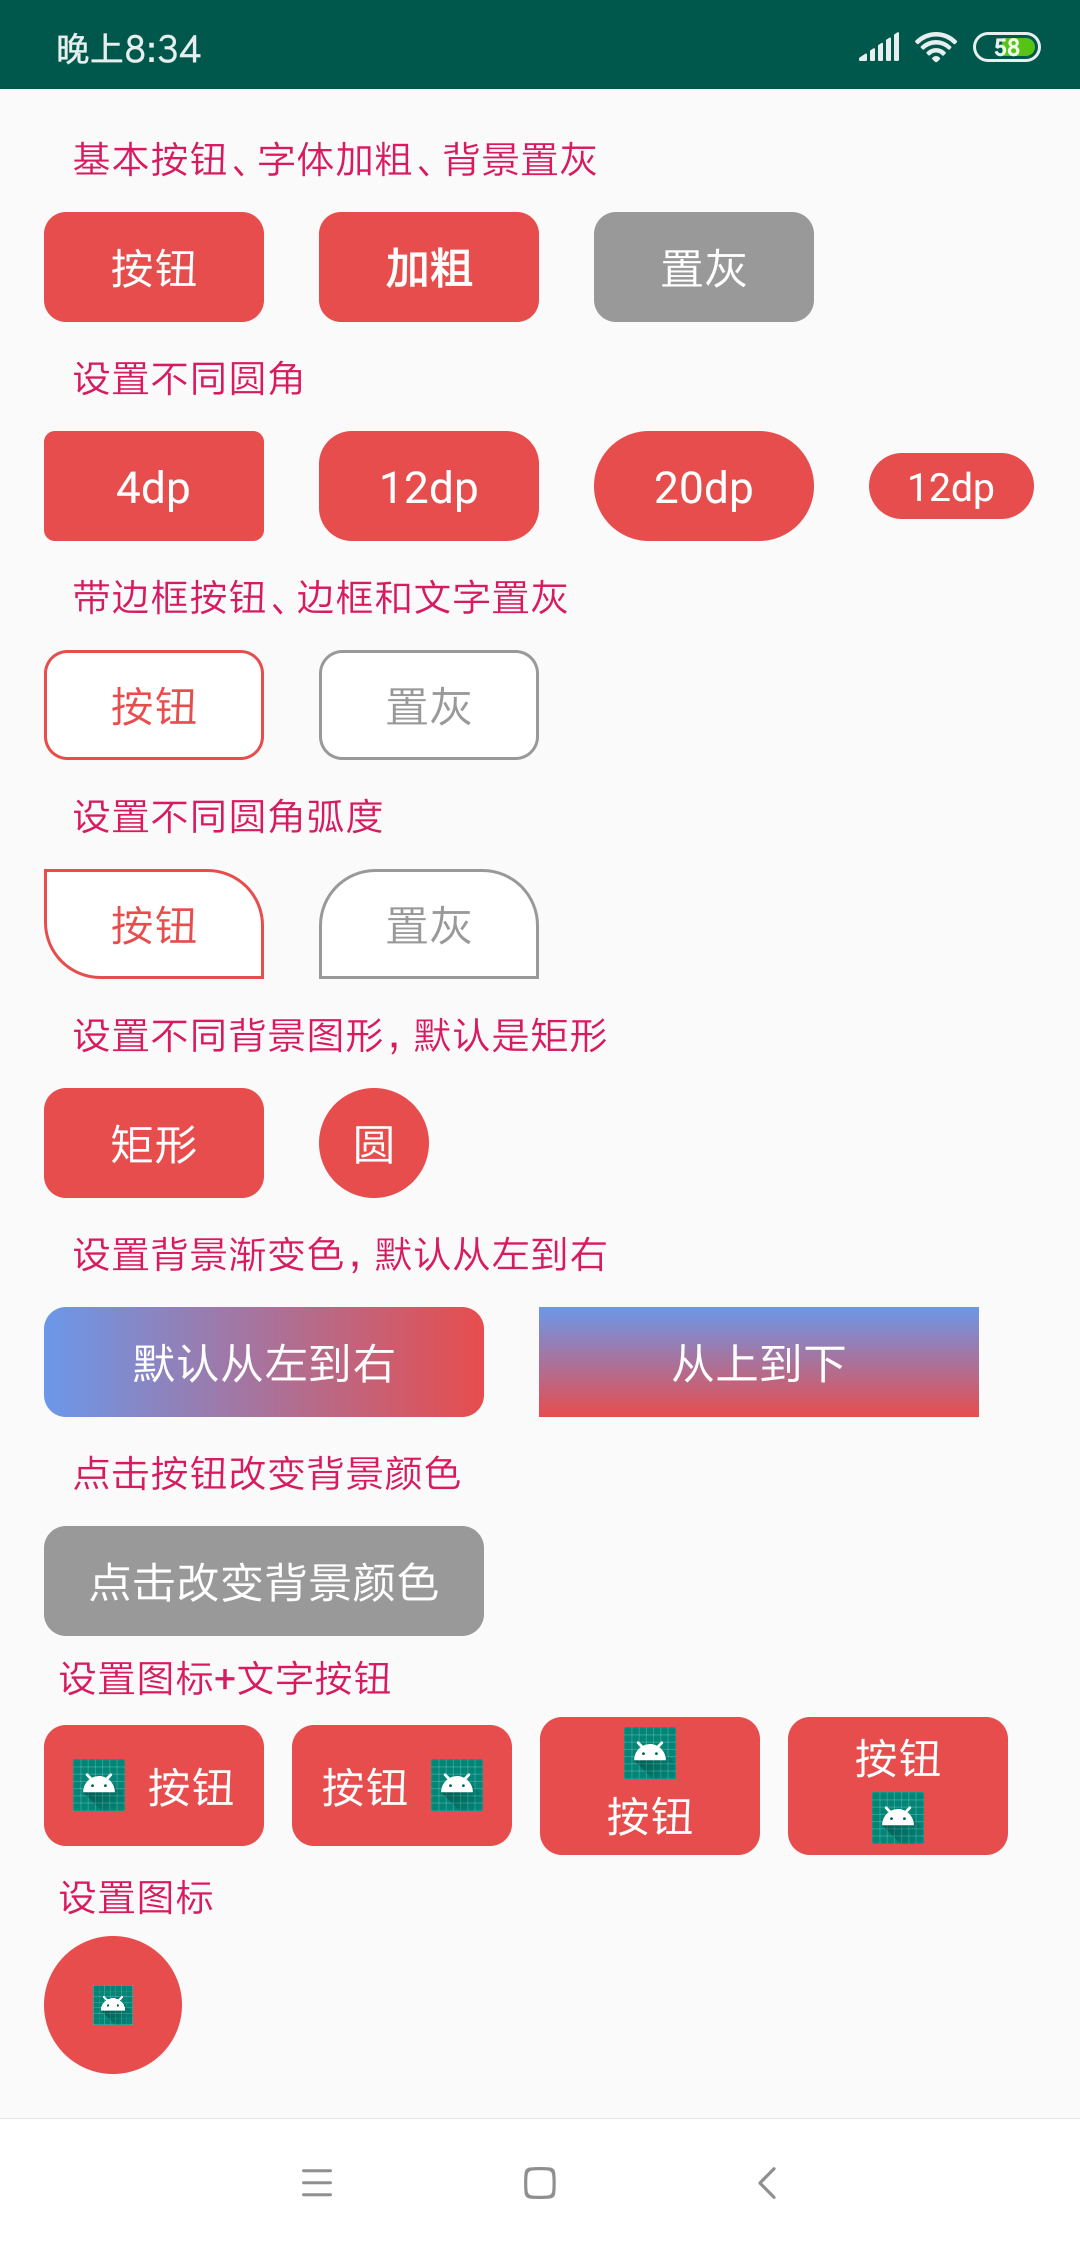 晚上8:34
58
基本按钮、字体加粗、背景置灰
按钮 加粗 置灰
设置不同圆角
4dp 12dp 20dp 12dp
带边框按钮、边框和文字置灰
按钮 置灰
设置不同圆角弧度
按钮 置灰
设置不同背景图形，默认是矩形
矩形 圆
设置背景渐变色，默认从左到右
默认从左到右 从上到下
点击按钮改变背景颜色
点击改变背景颜色
设置图标+文字按钮
按钮 按钮 按钮 按钮
设置图标